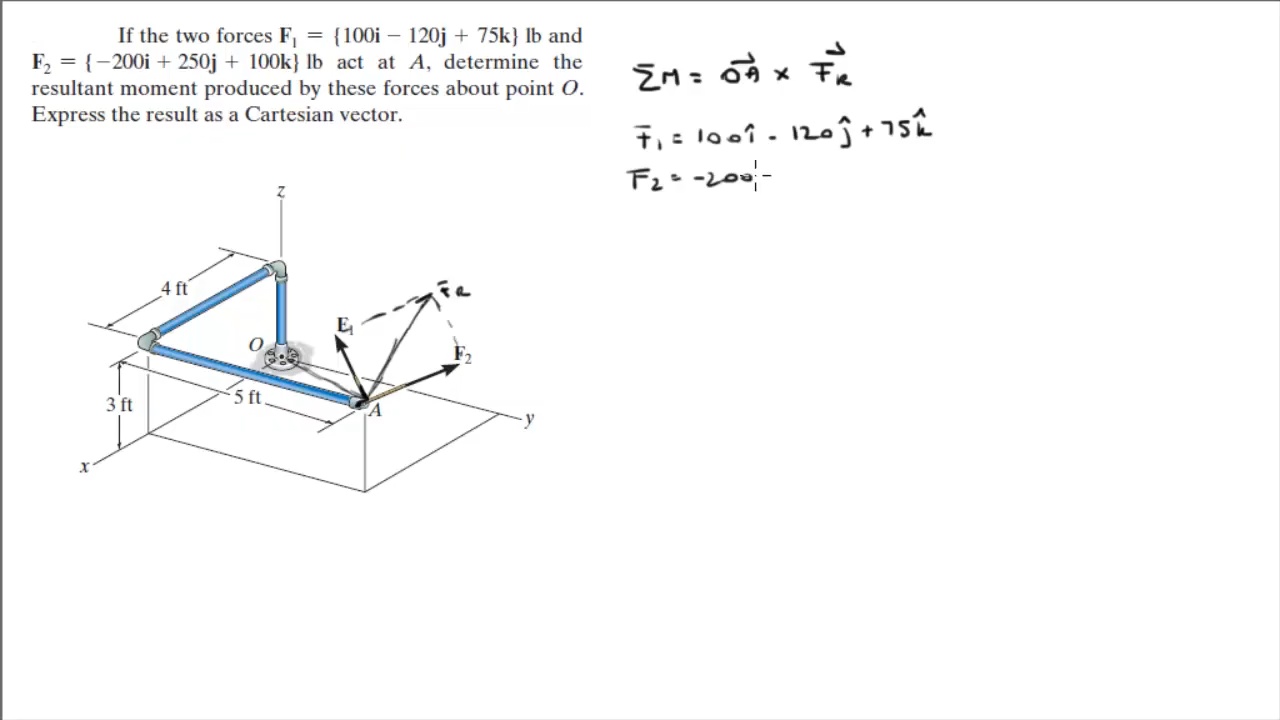 If the two forces F₁ = {100i − 120j + 75k} lb and
F₂ = {−200i + 250j + 100k} lb act at A, determine the
resultant moment produced by these forces about point O.
Express the result as a Cartesian vector.
ΣM = OA × F_R
F₁ = 100î - 120ĵ + 75k̂
F₂ = -200
z
4 ft
F_R
F₁
O
F₂
5 ft
A
3 ft
y
x